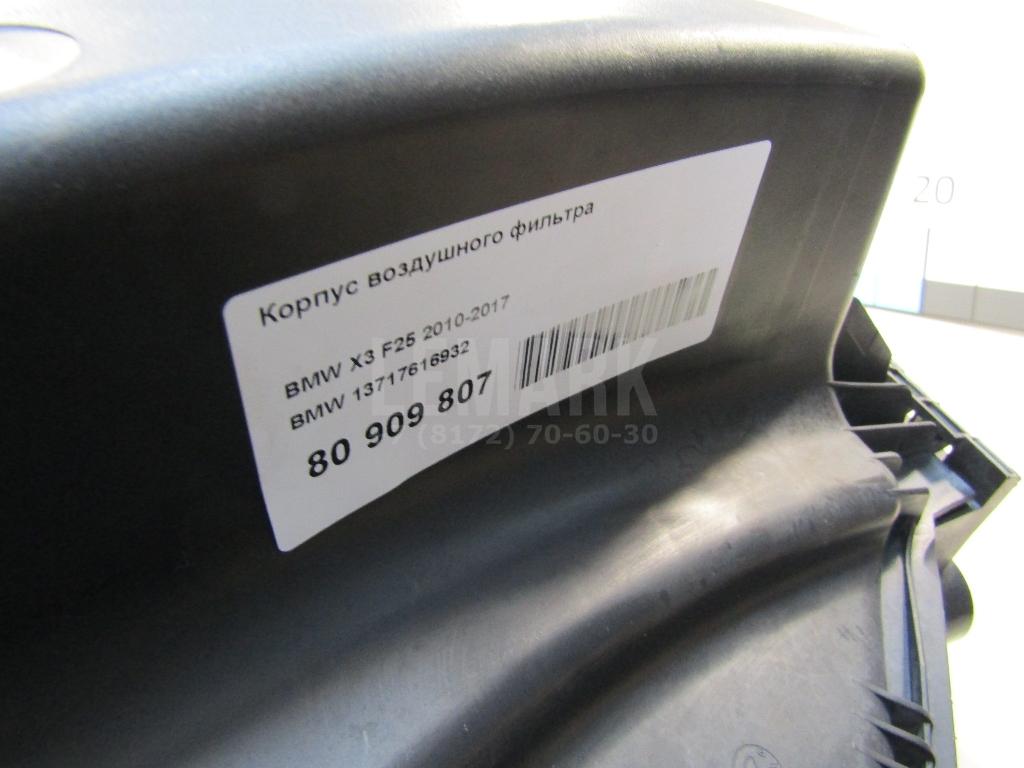 Корпус воздушного фильтра
BMW X3 F25 2010-2017
BMW 13717616932
80 909 807
LEMARK
7 (8172) 70-60-30
20